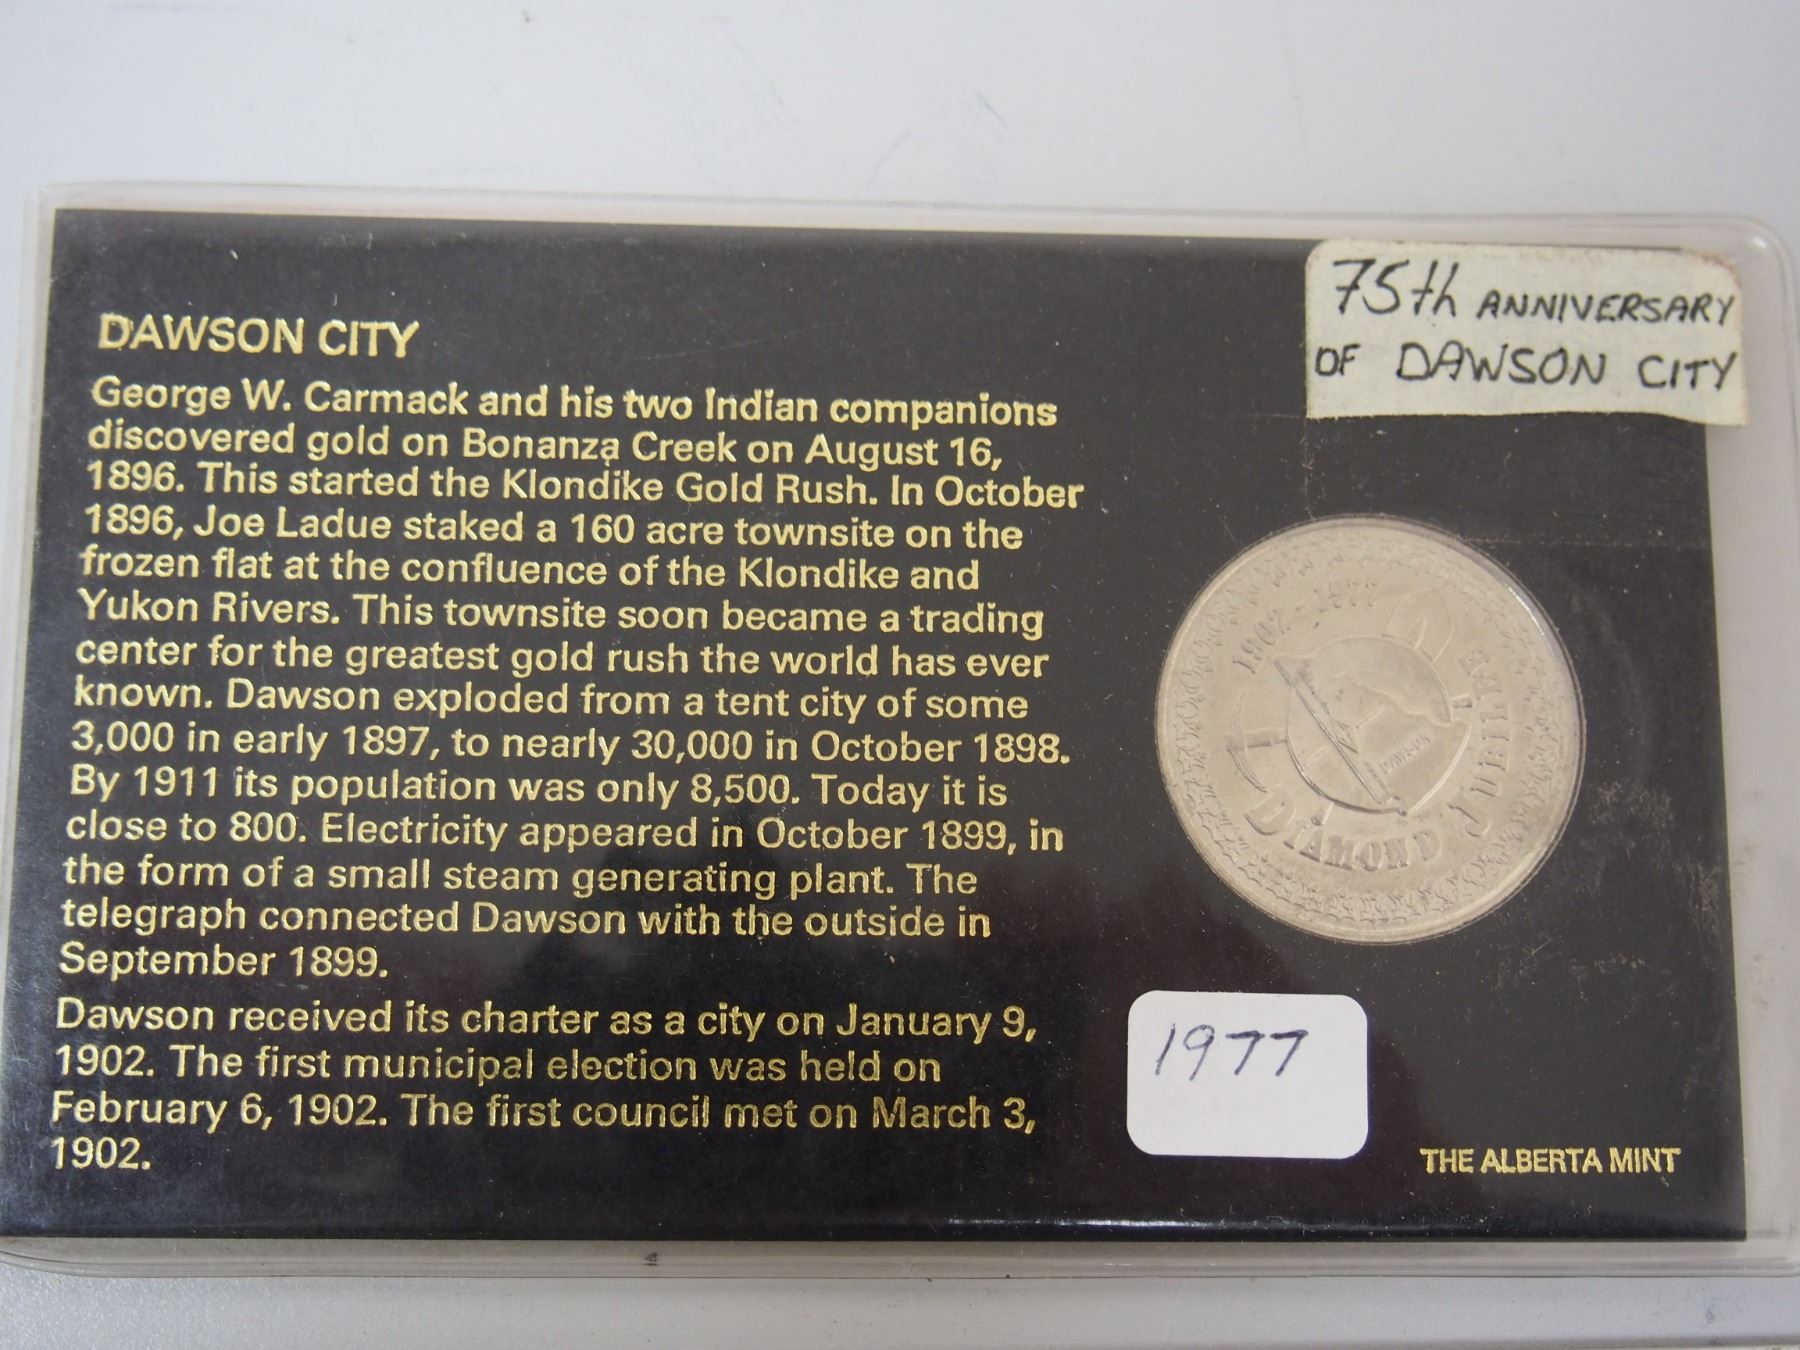 75th ANNIVERSARY
OF DAWSON CITY
DAWSON CITY
George W. Carmack and his two Indian companions
discovered gold on Bonanza Creek on August 16,
1896. This started the Klondike Gold Rush. In October
1896, Joe Ladue staked a 160 acre townsite on the
frozen flat at the confluence of the Klondike and
Yukon Rivers. This townsite soon became a trading
center for the greatest gold rush the world has ever
known. Dawson exploded from a tent city of some
3,000 in early 1897, to nearly 30,000 in October 1898.
By 1911 its population was only 8,500. Today it is
close to 800. Electricity appeared in October 1899, in
the form of a small steam generating plant. The
telegraph connected Dawson with the outside in
September 1899.
Dawson received its charter as a city on January 9,
1902. The first municipal election was held on
February 6, 1902. The first council met on March 3,
1902.
1902-1977
DAWSON
DIAMOND JUBILEE
1977
THE ALBERTA MINT